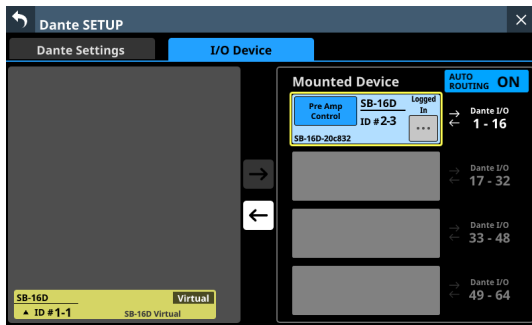 Dante SETUP
Dante Settings
I/O Device
Mounted Device
AUTO ROUTING ON
Pre Amp Control
SB-16D
ID #2-3
Logged In
...
SB-16D-20c832
Dante I/O
1 - 16
Dante I/O
17 - 32
Dante I/O
33 - 48
Dante I/O
49 - 64
SB-16D
Virtual
ID #1-1
SB-16D Virtual